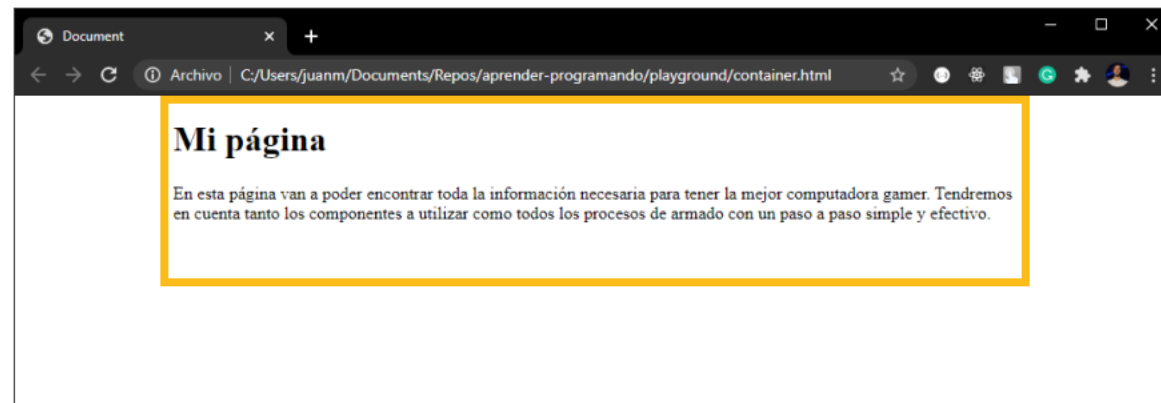 Document
Archivo C:/Users/juanm/Documents/Repos/aprender-programando/playground/container.html
Mi página
En esta página van a poder encontrar toda la información necesaria para tener la mejor computadora gamer. Tendremos
en cuenta tanto los componentes a utilizar como todos los procesos de armado con un paso a paso simple y efectivo.